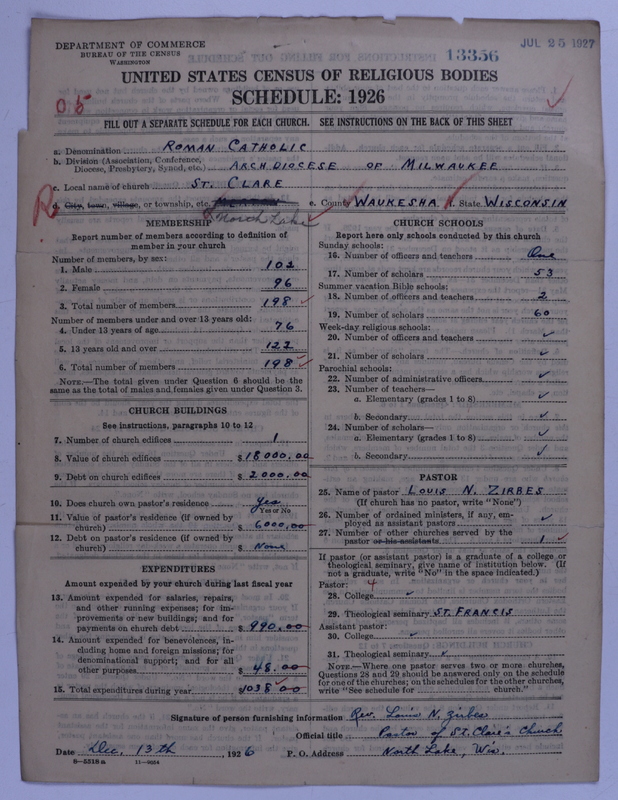 DEPARTMENT OF COMMERCE
BUREAU OF THE CENSUS
WASHINGTON
13356
JUL 25 1927
UNITED STATES CENSUS OF RELIGIOUS BODIES
SCHEDULE: 1926
05
FILL OUT A SEPARATE SCHEDULE FOR EACH CHURCH. SEE INSTRUCTIONS ON THE BACK OF THIS SHEET
a. Denomination ROMAN CATHOLIC
b. Division (Association, Conference, Diocese, Presbytery, Synod, etc.) ARCHDIOCESE OF MILWAUKEE
c. Local name of church ST. CLARE
R
d. City, town, village, or township, etc. MERTON e. County WAUKESHA f. State WISCONSIN
North Lake
MEMBERSHIP
Report number of members according to definition of
member in your church
Number of members, by sex:
1. Male 102
2. Female 96
3. Total number of members 198
Number of members under and over 13 years old:
4. Under 13 years of age 76
5. 13 years old and over 122
6. Total number of members 198
NOTE.—The total given under Question 6 should be the
same as the total of males and females given under Question 3.
CHURCH BUILDINGS
See instructions, paragraphs 10 to 12
7. Number of church edifices 1
8. Value of church edifices $18000.00
9. Debt on church edifices $2000.00
10. Does church own pastor's residence Yes
Yes or No
11. Value of pastor's residence (if owned by
church) $6000.00
12. Debt on pastor's residence (if owned by
church) $ None
EXPENDITURES
Amount expended by your church during last fiscal year
13. Amount expended for salaries, repairs,
and other running expenses; for im-
provements or new buildings; and for
payments on church debt $990.00
14. Amount expended for benevolences, in-
cluding home and foreign missions; for
denominational support; and for all
other purposes $48.00
15. Total expenditures during year $1038.00
CHURCH SCHOOLS
Report here only schools conducted by this church
Sunday schools:
16. Number of officers and teachers One
17. Number of scholars 53
Summer vacation Bible schools:
18. Number of officers and teachers 2
19. Number of scholars 60
Week-day religious schools:
20. Number of officers and teachers ✓
21. Number of scholars ✓
Parochial schools:
22. Number of administrative officers ✓
23. Number of teachers—
a. Elementary (grades 1 to 8) ✓
b. Secondary ✓
24. Number of scholars—
a. Elementary (grades 1 to 8) ✓
b. Secondary ✓
PASTOR
25. Name of pastor LOUIS N. ZIRBES
(If church has no pastor, write "None")
26. Number of ordained ministers, if any, em-
ployed as assistant pastors ✓
27. Number of other churches served by the
pastor or his assistants 1
If pastor (or assistant pastor) is a graduate of a college or
theological seminary, give name of institution below. (If
not a graduate, write "No" in the space indicated.)
Pastor: 4
28. College ✓
29. Theological seminary ST. FRANCIS
Assistant pastor:
30. College ✓
31. Theological seminary ✓
NOTE.—Where one pastor serves two or more churches,
Questions 28 and 29 should be answered only on the schedule
for one of the churches; on the schedules for the other churches,
write "See schedule for church."
Signature of person furnishing information Rev. Louis N. Zirbes
Official title Pastor of St. Clare's Church
Date Dec. 13th, 1926 P. O. Address North Lake, Wis.
8—5518a 11—9024